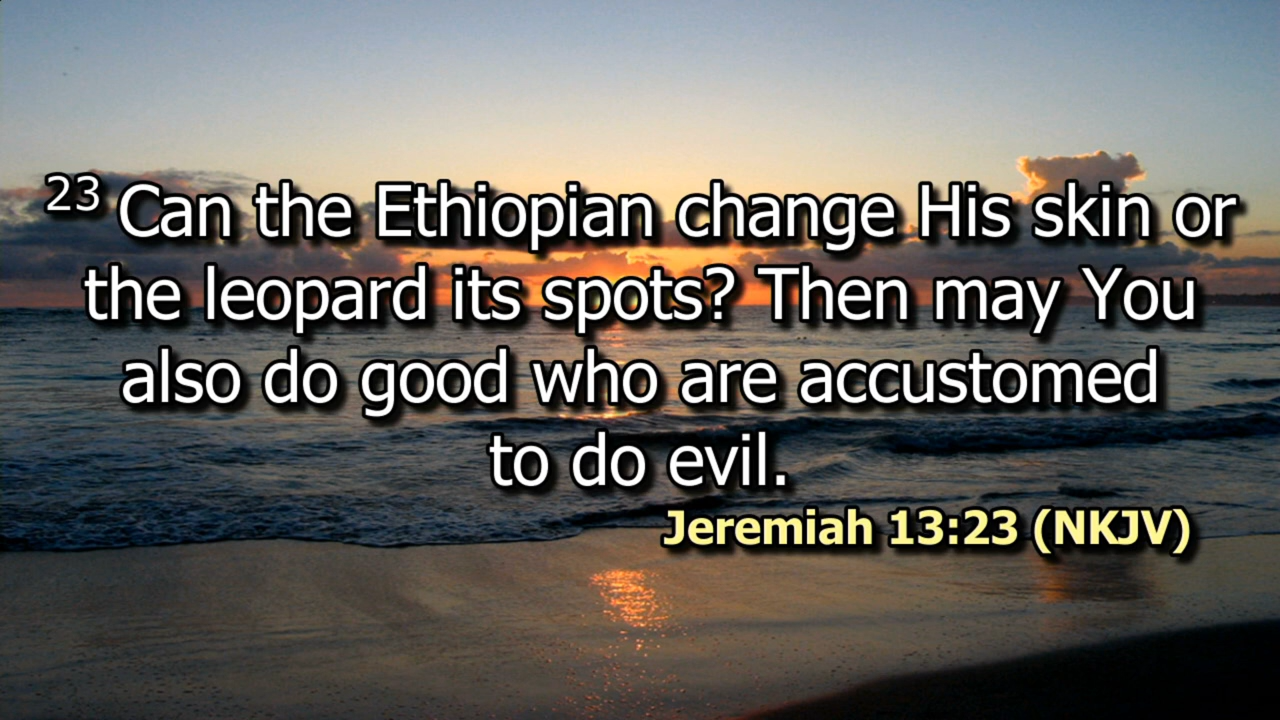 23 Can the Ethiopian change His skin or
the leopard its spots? Then may You
also do good who are accustomed
to do evil.
Jeremiah 13:23 (NKJV)